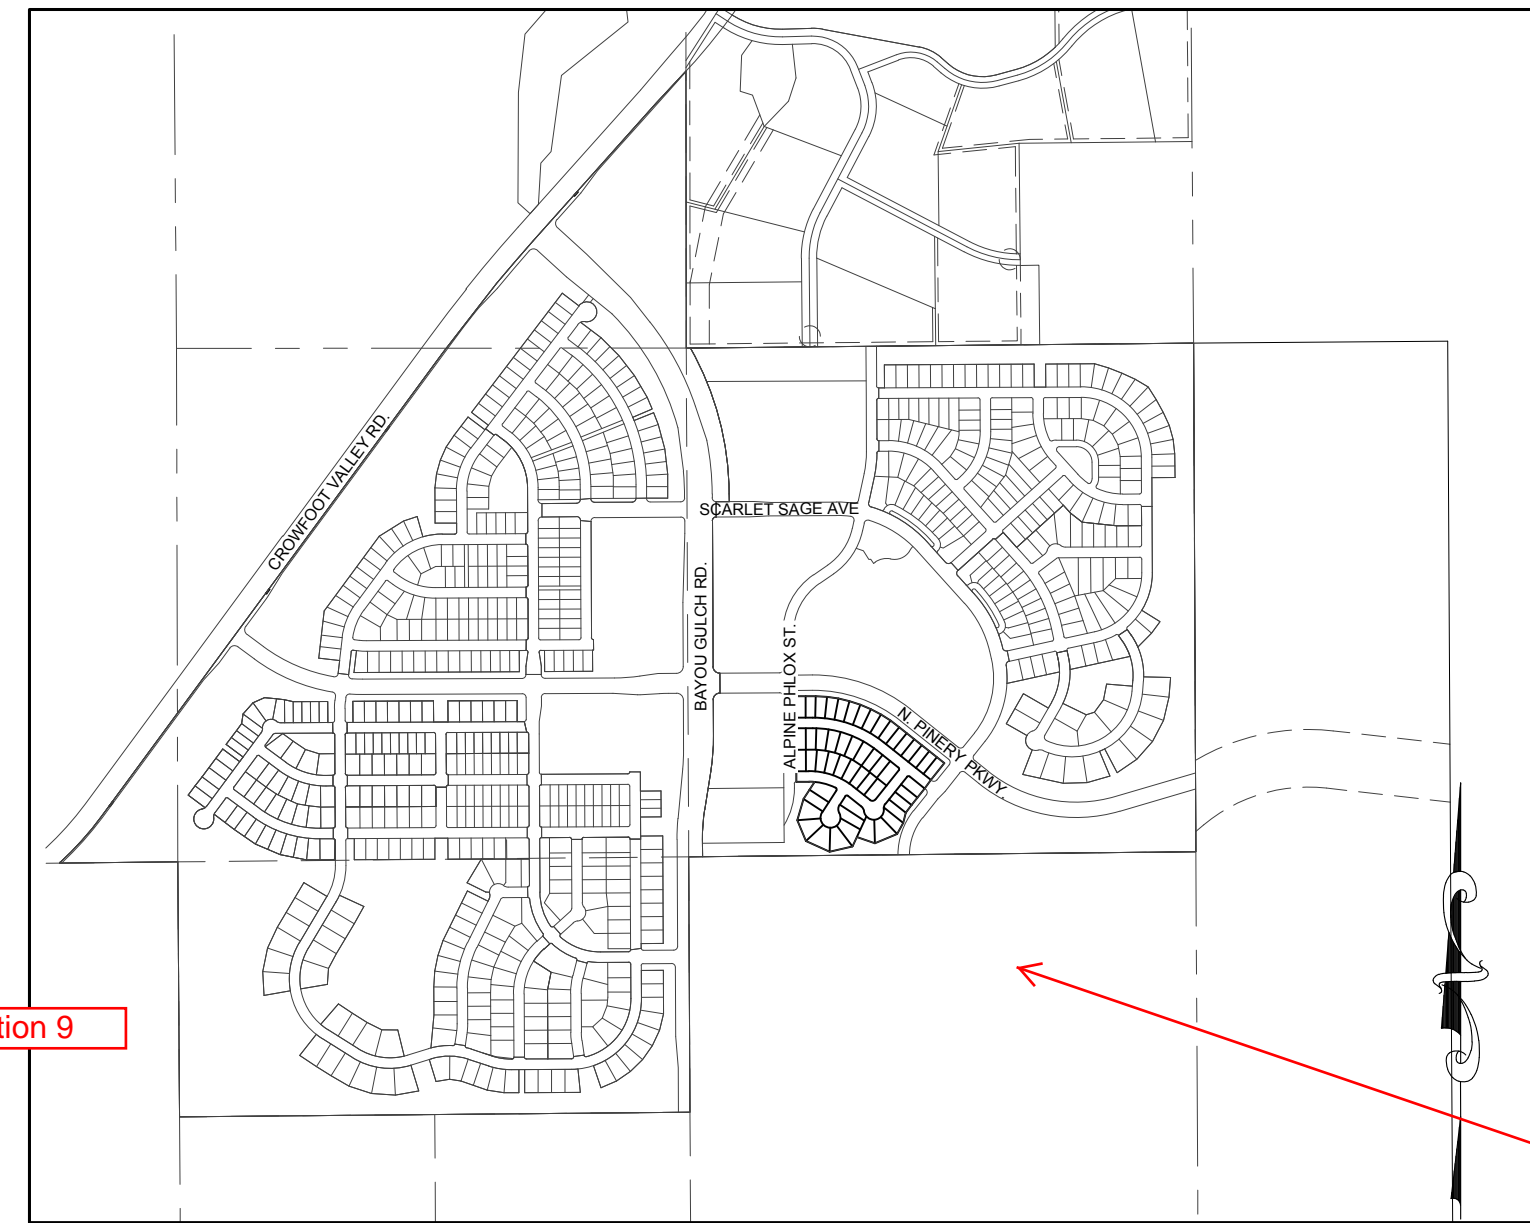 CROWFOOT VALLEY RD.
SCARLET SAGE AVE
BAYOU GULCH RD.
ALPINE PHLOX ST.
N. PINERY PKWY.
tion 9